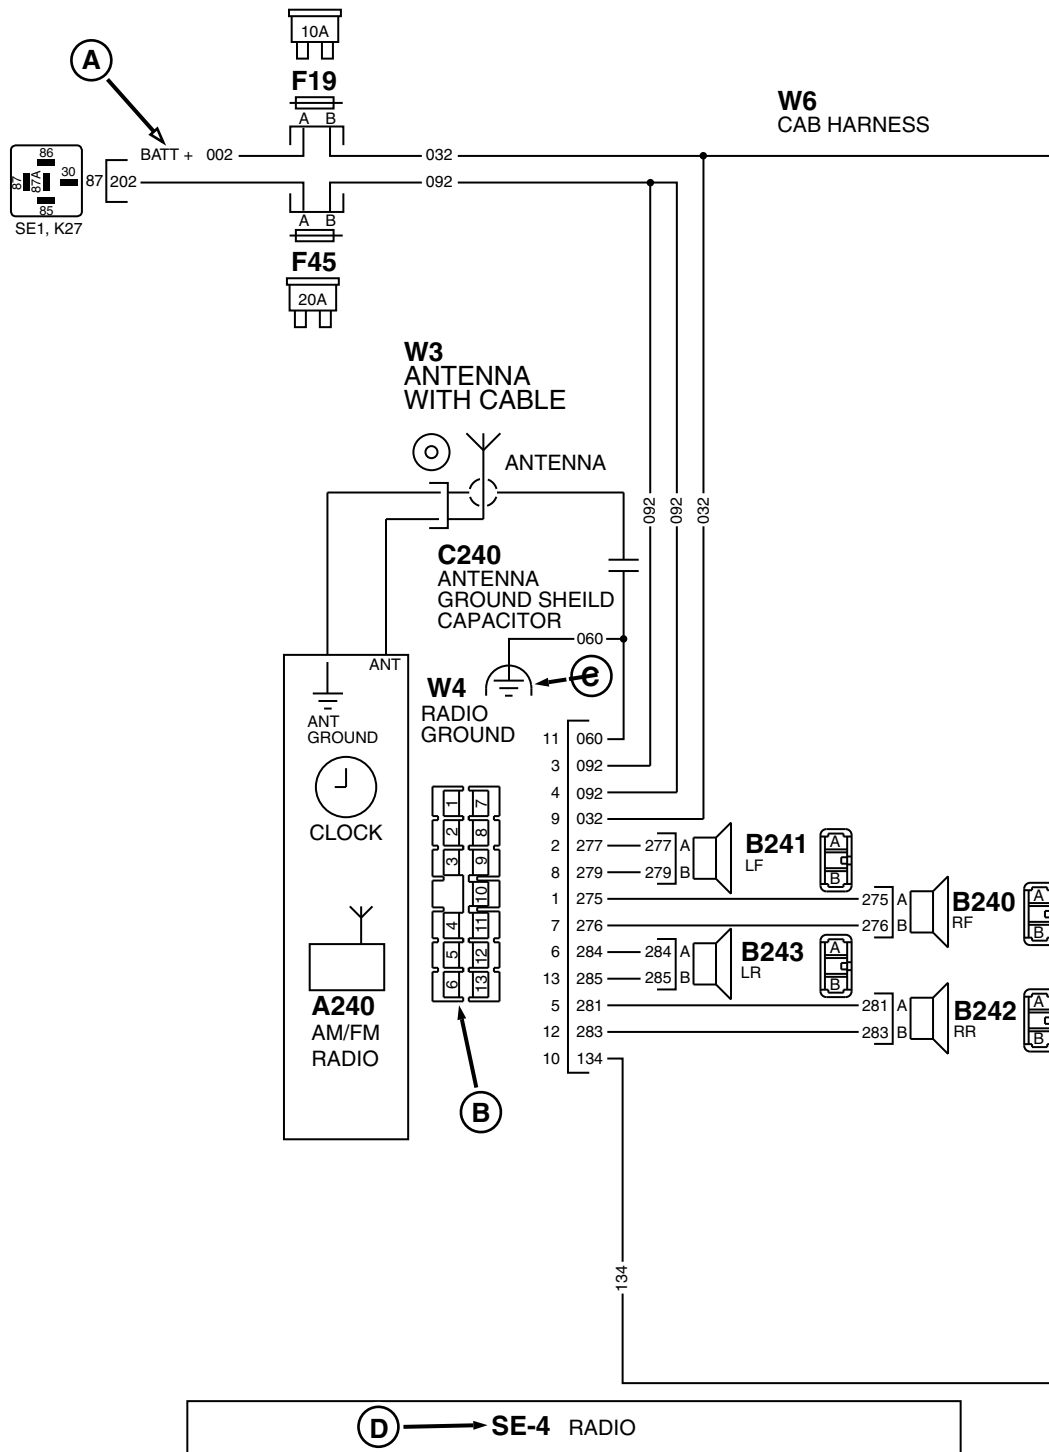 10A
A
F19
W6
CAB HARNESS
A B
BATT + 002 032
86
87 87A 30
85
87 202 092
SE1, K27
A B
F45
20A
W3
ANTENNA
WITH CABLE
ANTENNA
092 092 032
C240
ANTENNA
GROUND SHEILD
CAPACITOR
060
ANT
C
W4
RADIO
GROUND
ANT
GROUND
CLOCK
11 060
3 092
4 092
9 032
2 277 277 A
8 279 279 B
B241
LF
A
B
1 275 275 A
7 276 276 B
B240
RF
A
B
6 284 284 A
13 285 285 B
B243
LR
A
B
5 281 281 A
12 283 283 B
B242
RR
A
B
10 134
1 7
2 8
3 9
10
4 11
5 12
6 13
A240
AM/FM
RADIO
B
134
D SE-4 RADIO